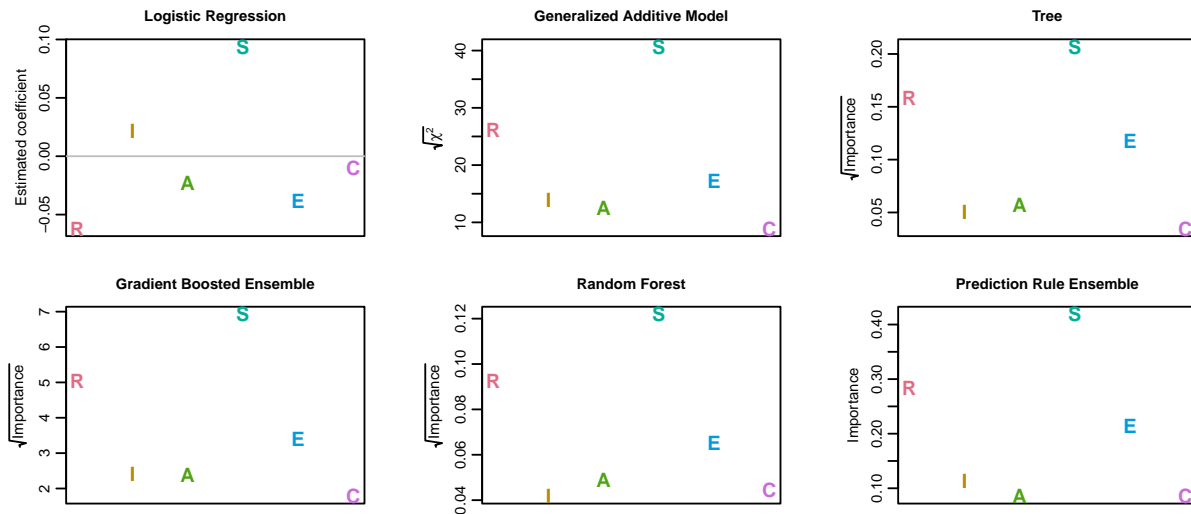 Logistic Regression
Estimated coefficient
0.10
0.05
0.00
−0.05
R
I
A
S
E
C
Generalized Additive Model
√χ²
40
30
20
10
R
I
A
S
E
C
Tree
√Importance
0.20
0.15
0.10
0.05
R
I
A
S
E
C
Gradient Boosted Ensemble
√Importance
7
6
5
4
3
2
R
I
A
S
E
C
Random Forest
√Importance
0.12
0.10
0.08
0.06
0.04
R
I
A
S
E
C
Prediction Rule Ensemble
Importance
0.40
0.30
0.20
0.10
R
I
A
S
E
C